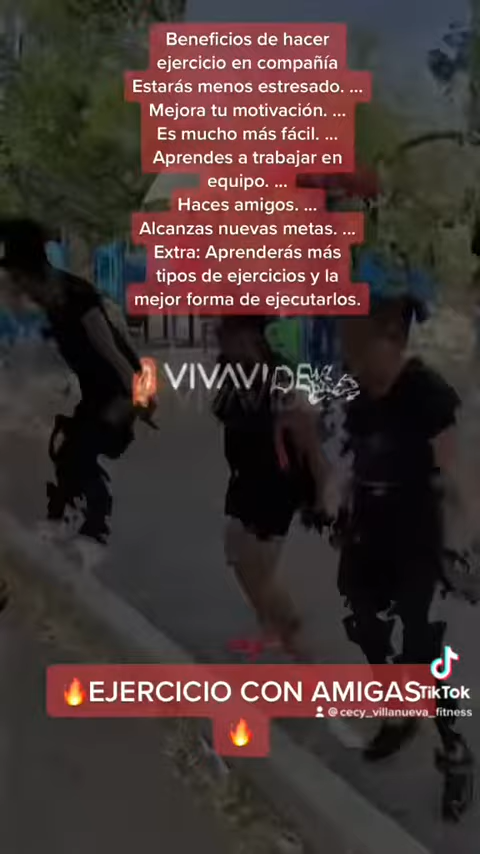 Beneficios de hacer
ejercicio en compañía
Estarás menos estresado. ...
Mejora tu motivación. ...
Es mucho más fácil. ...
Aprendes a trabajar en
equipo. ...
Haces amigos. ...
Alcanzas nuevas metas. ...
Extra: Aprenderás más
tipos de ejercicios y la
mejor forma de ejecutarlos.
🔥EJERCICIO CON AMIGAS
🔥
TikTok
@cecy_villanueva_fitness